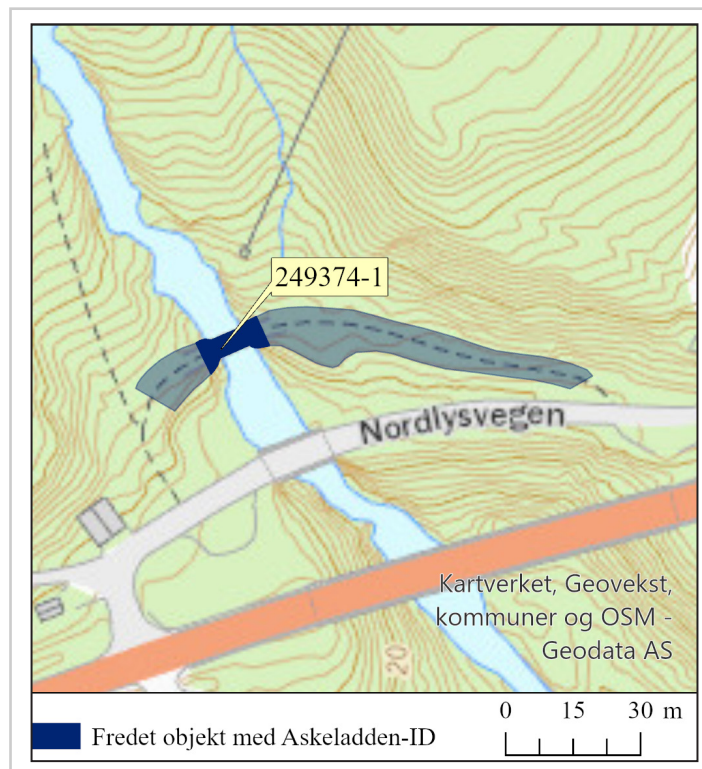 249374-1
Nordlysvegen
Kartverket, Geovekst,
kommuner og OSM -
Geodata AS
20
Fredet objekt med Askeladden-ID
0 15 30 m